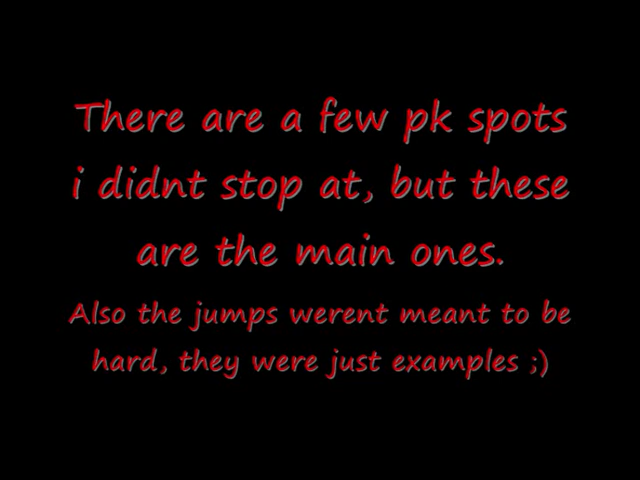 There are a few pk spots
i didnt stop at, but these
are the main ones.
Also the jumps werent meant to be
hard, they were just examples ;)